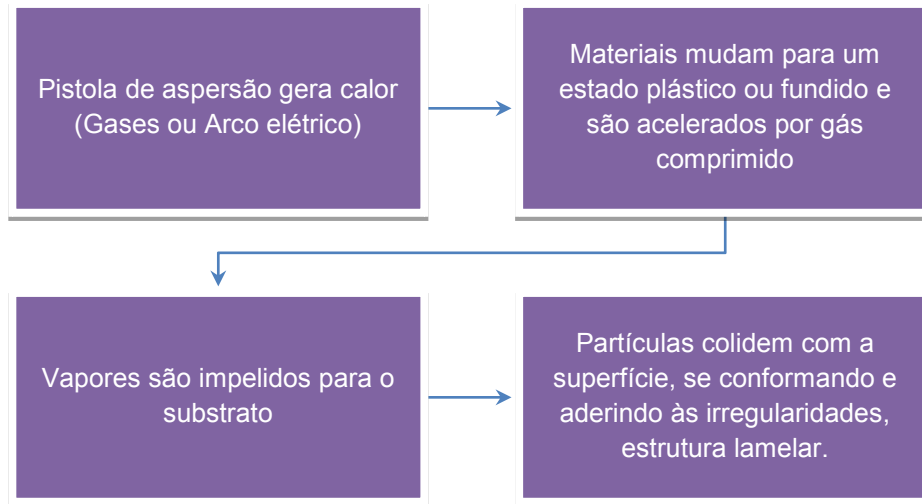 Pistola de aspersão gera calor
(Gases ou Arco elétrico)
Materiais mudam para um
estado plástico ou fundido e
são acelerados por gás
comprimido
Vapores são impelidos para o
substrato
Partículas colidem com a
superfície, se conformando e
aderindo às irregularidades,
estrutura lamelar.